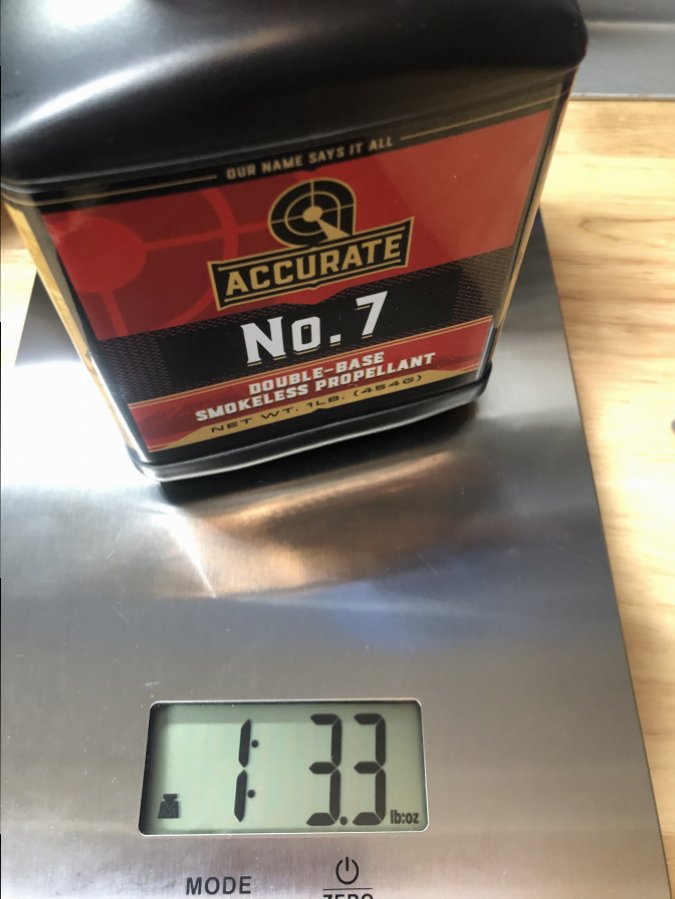 OUR NAME SAYS IT ALL
ACCURATE
No. 7
DOUBLE-BASE
SMOKELESS PROPELLANT
NET WT. 1LB. (454G)
1: 3.3 lb:oz
MODE
ZERO